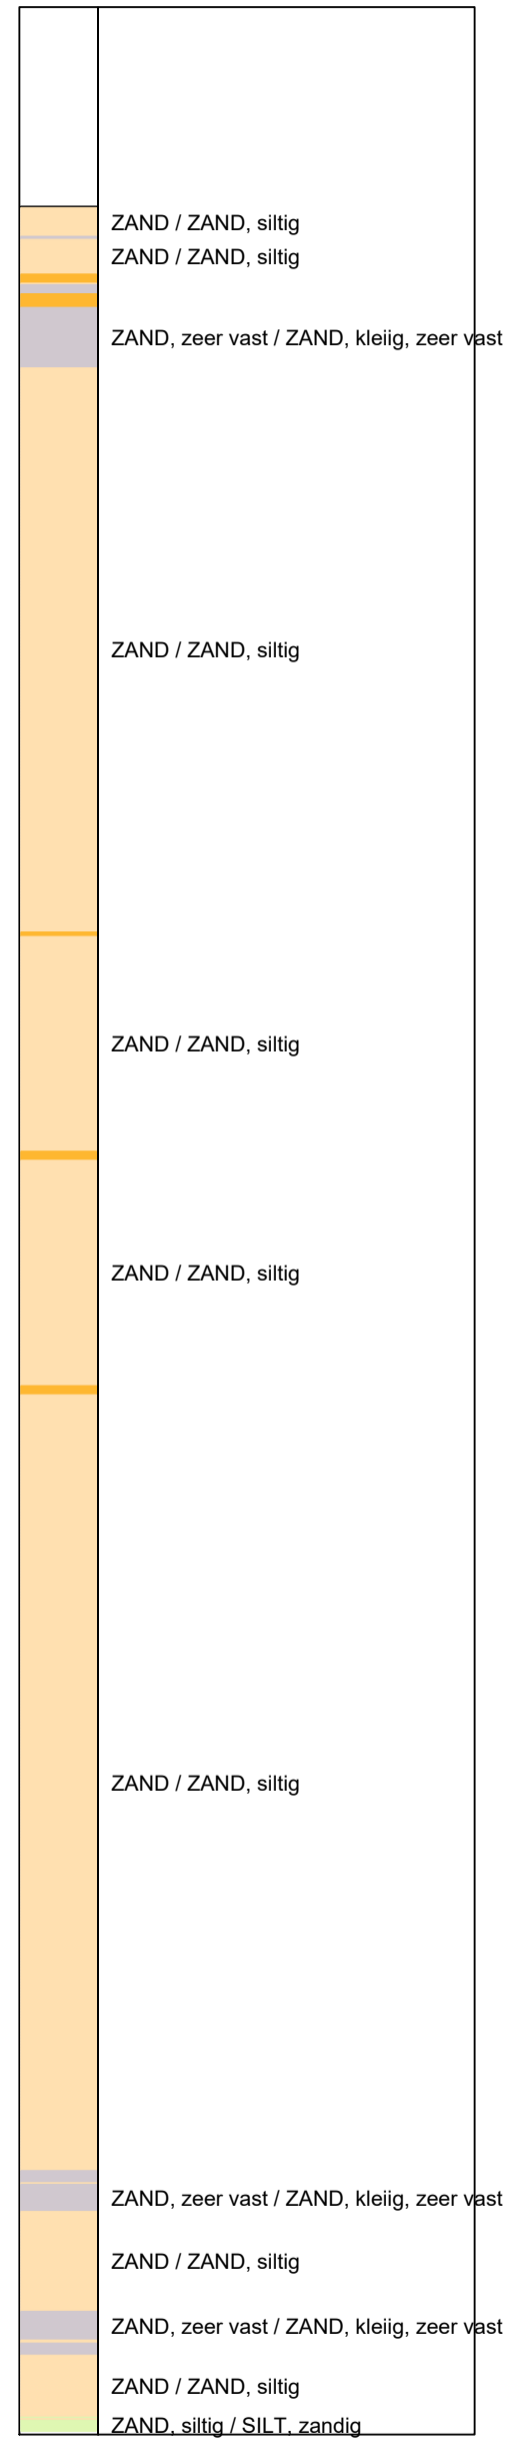 ZAND / ZAND, siltig
ZAND / ZAND, siltig
ZAND, zeer vast / ZAND, kleiig, zeer vast
ZAND / ZAND, siltig
ZAND / ZAND, siltig
ZAND / ZAND, siltig
ZAND / ZAND, siltig
ZAND, zeer vast / ZAND, kleiig, zeer vast
ZAND / ZAND, siltig
ZAND, zeer vast / ZAND, kleiig, zeer vast
ZAND / ZAND, siltig
ZAND, siltig / SILT, zandig